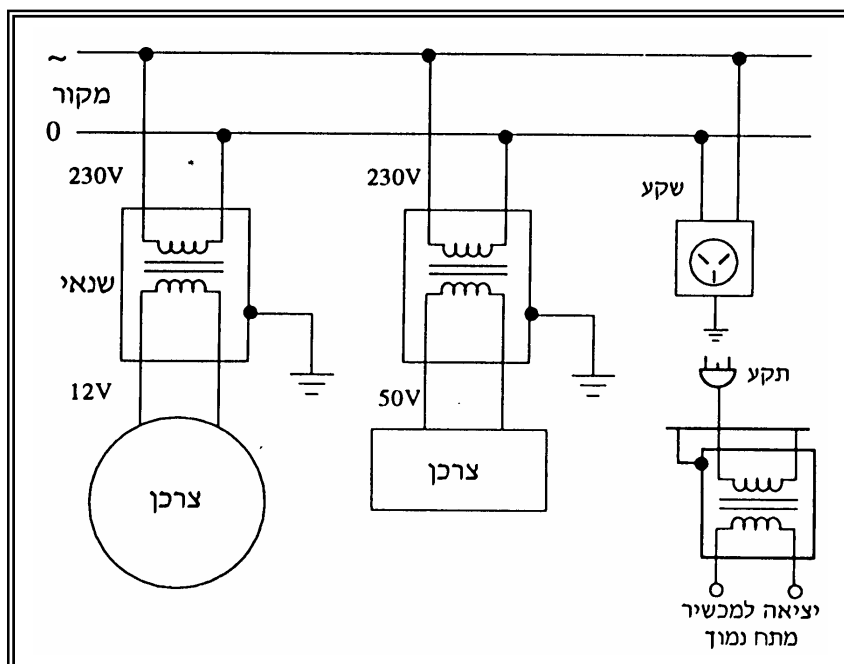 ~
מקור
0
230V
230V
שקע
שנאי
תקע
12V
50V
צרכן
צרכן
יציאה למכשיר
מתח נמוך